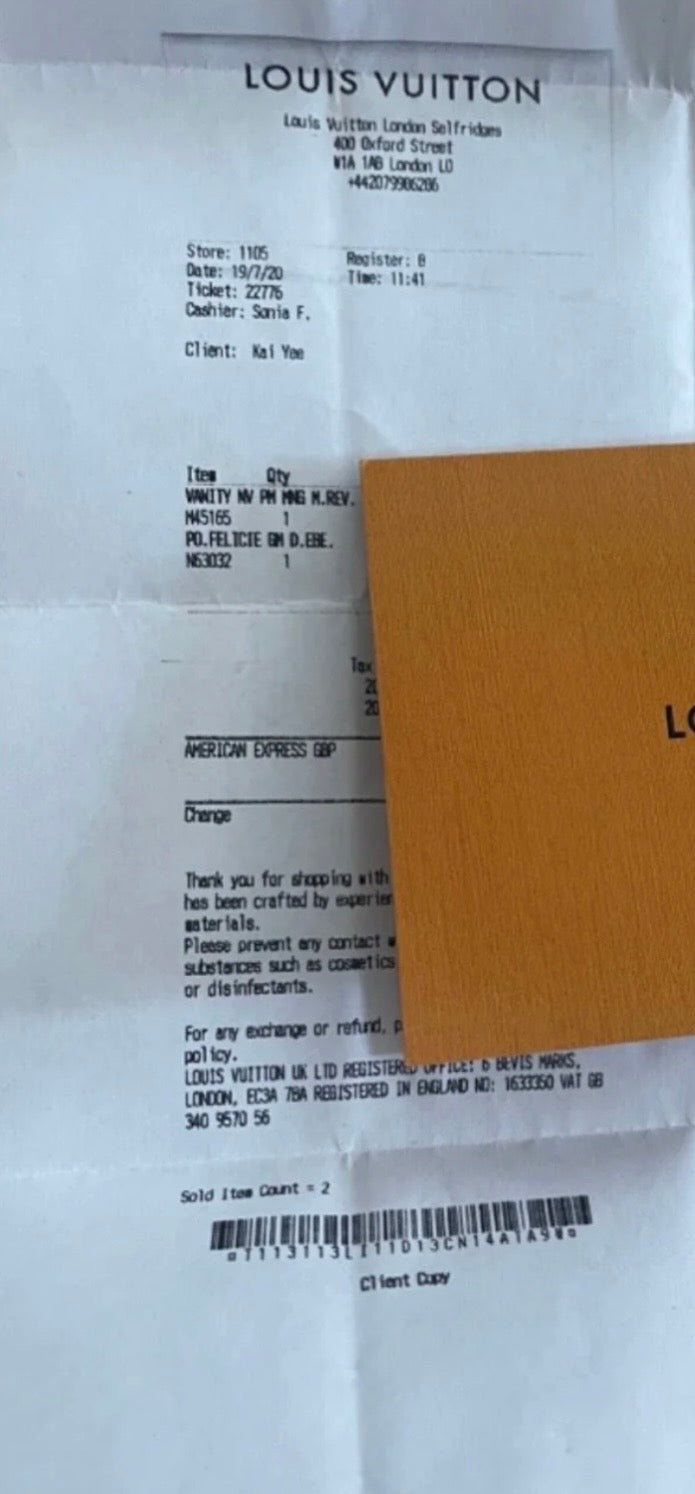 LOUIS VUITTON
Louis Vuitton London Selfridges
400 Oxford Street
W1A 1AB London LO
+442079986286
Store: 1105 Register: 8
Date: 19/7/20 Time: 11:41
Ticket: 22776
Cashier: Sonia F.
Client: Kai Yee
Item Qty
VANITY NV PM MNG M.REV.
M45165 1
PO.FELICIE GM D.EBE.
N63032 1
Tax
20
20
AMERICAN EXPRESS GBP
Change
Thank you for shopping with
has been crafted by
materials.
Please prevent any contact
substances such as cosmetics
or disinfectants.
For any exchange or refund,
policy.
LOUIS VUITTON UK LTD REGISTERED OFFICE: 6 BEVIS MARKS,
LONDON, EC3A 7BA REGISTERED IN ENGLAND NO: 1633350 VAT GB
340 9570 56
Sold Item Count = 2
Client Copy